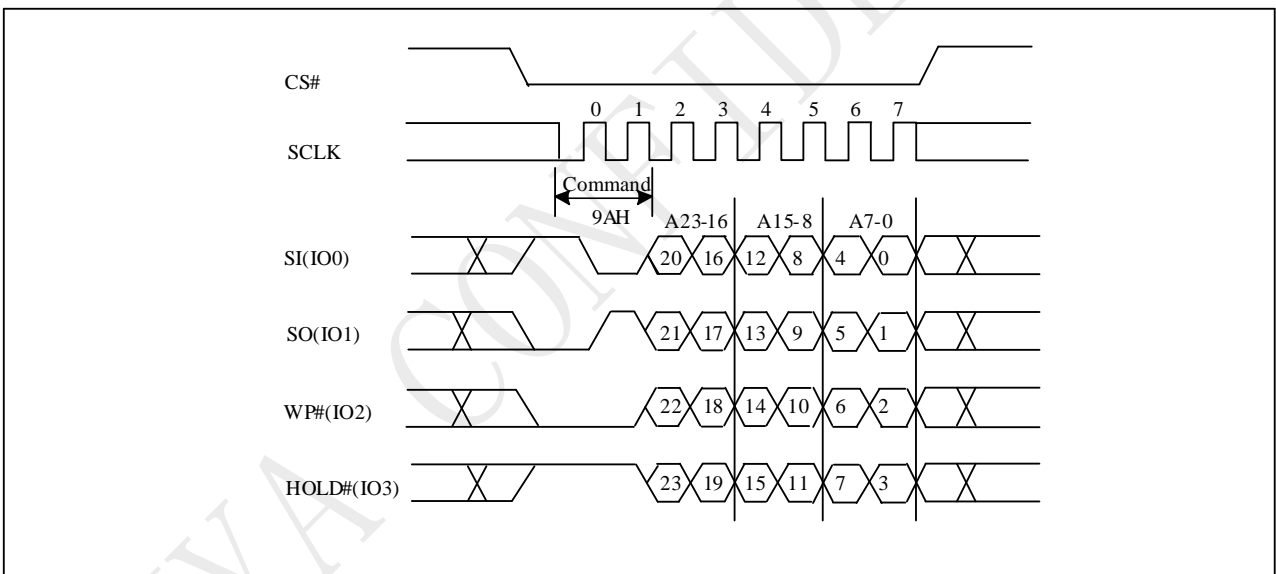 CS#
0 1 2 3 4 5 6 7
SCLK
Command
9AH
A23-16 A15-8 A7-0
SI(IO0) 20 16 12 8 4 0
SO(IO1) 21 17 13 9 5 1
WP#(IO2) 22 18 14 10 6 2
HOLD#(IO3) 23 19 15 11 7 3